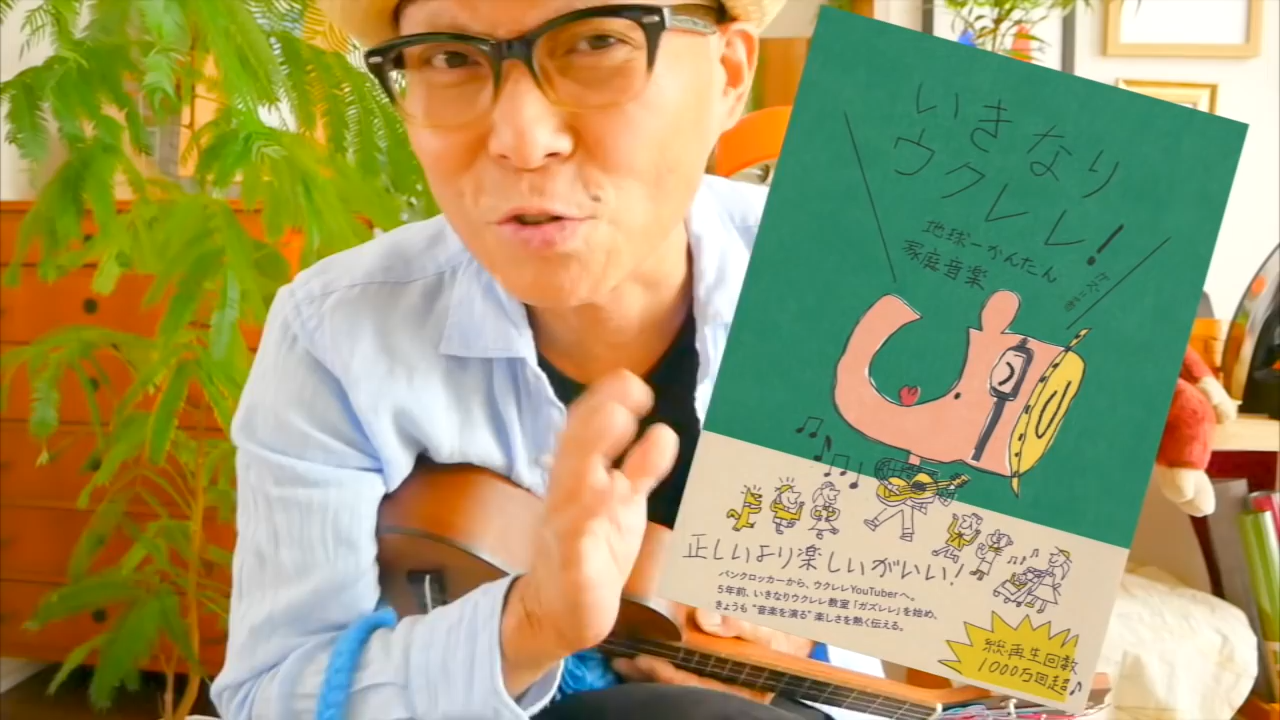 いきなり
ウクレレ!
地球一かんたん
家庭音楽
正しいより楽しいがいい!
パンクロッカーから、ウクレレYouTuberへ。
5年前、いきなりウクレレ教室「ガズレレ」を始め、
きょうも“音楽を演る”楽しさを熱く伝える。
総再生回数
1000万回超♪